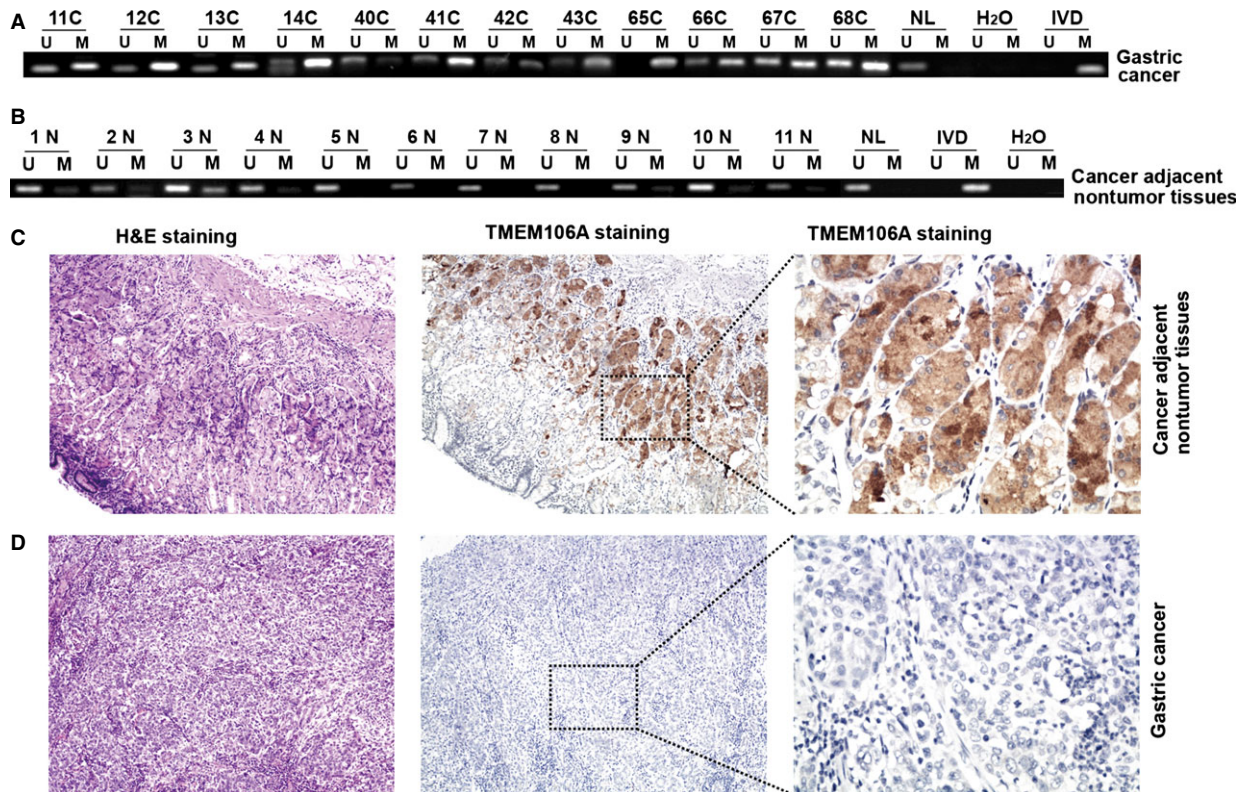 A
11C 12C 13C 14C 40C 41C 42C 43C 65C 66C 67C 68C NL H2O IVD
U M U M U M U M U M U M U M U M U M U M U M U M U M U M U M
Gastric
cancer
B
1 N 2 N 3 N 4 N 5 N 6 N 7 N 8 N 9 N 10 N 11 N NL IVD H2O
U M U M U M U M U M U M U M U M U M U M U M U M U M U M
Cancer adjacent
nontumor tissues
C
H&E staining
TMEM106A staining
TMEM106A staining
Cancer adjacent
nontumor tissues
D
Gastric cancer